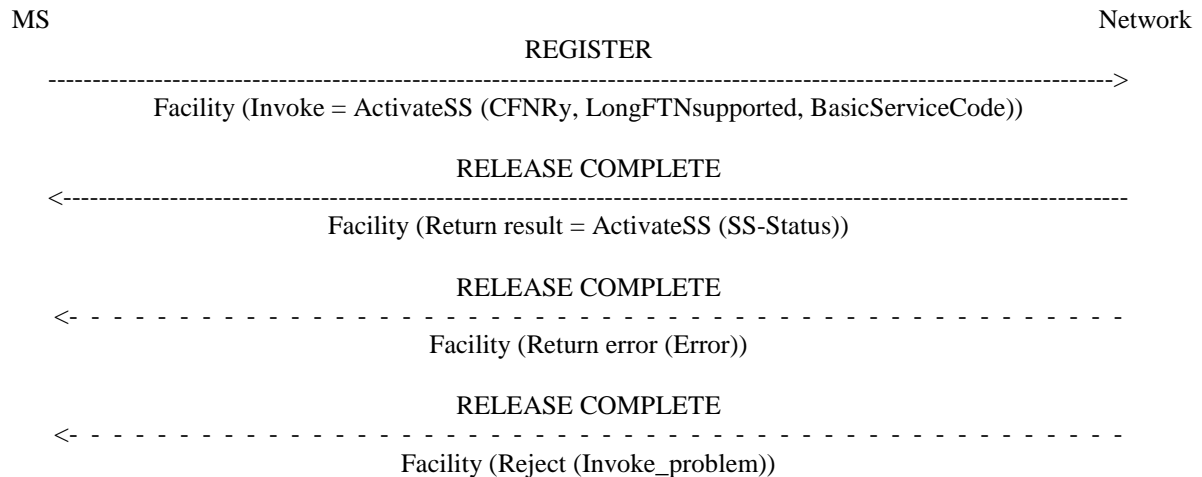 MS Network
REGISTER
Facility (Invoke = ActivateSS (CFNRy, LongFTNsupported, BasicServiceCode))
RELEASE COMPLETE
Facility (Return result = ActivateSS (SS-Status))
RELEASE COMPLETE
Facility (Return error (Error))
RELEASE COMPLETE
Facility (Reject (Invoke_problem))